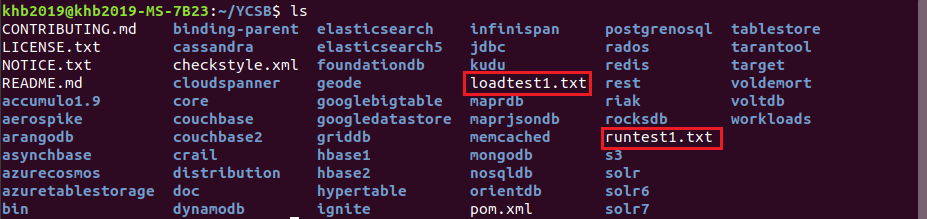 khb2019@khb2019-MS-7B23:~/YCSB$ ls
CONTRIBUTING.md binding-parent elasticsearch infinispan postgrenosql tablestore
LICENSE.txt cassandra elasticsearch5 jdbc rados tarantool
NOTICE.txt checkstyle.xml foundationdb kudu redis target
README.md cloudspanner geode loadtest1.txt rest voldemort
accumulo1.9 core googlebigtable maprdb riak voltdb
aerospike couchbase googledatastore maprjsondb rocksdb workloads
arangodb couchbase2 griddb memcached runtest1.txt
asynchbase crail hbase1 mongodb s3
azurecosmos distribution hbase2 nosqldb solr
azuretablestorage doc hypertable orientdb solr6
bin dynamodb ignite pom.xml solr7